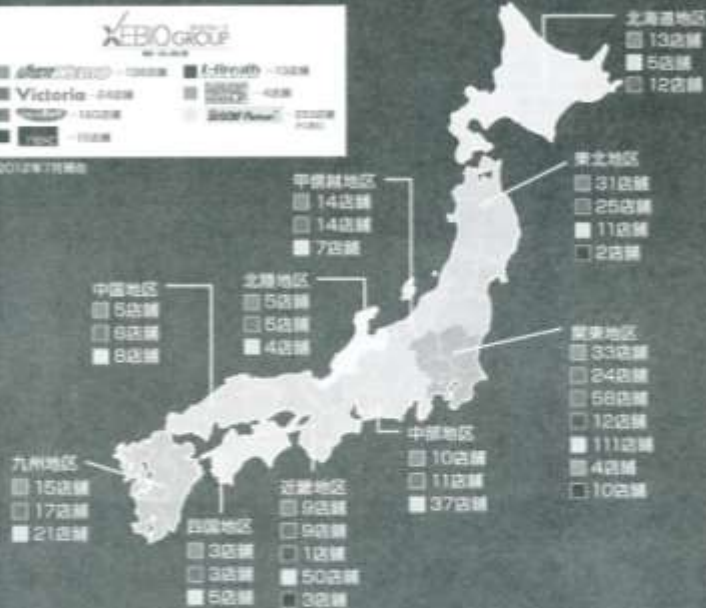 XEBIO GROUP
Victoria
L-Breath
2012年7月現在
北海道地区
13店舗
5店舗
12店舗
東北地区
31店舗
25店舗
11店舗
2店舗
甲信越地区
14店舗
14店舗
7店舗
北陸地区
5店舗
5店舗
4店舗
中国地区
5店舗
8店舗
関東地区
33店舗
24店舗
58店舗
12店舗
111店舗
4店舗
10店舗
中部地区
10店舗
11店舗
37店舗
九州地区
15店舗
17店舗
21店舗
近畿地区
9店舗
9店舗
1店舗
50店舗
3店舗
四国地区
3店舗
3店舗
5店舗